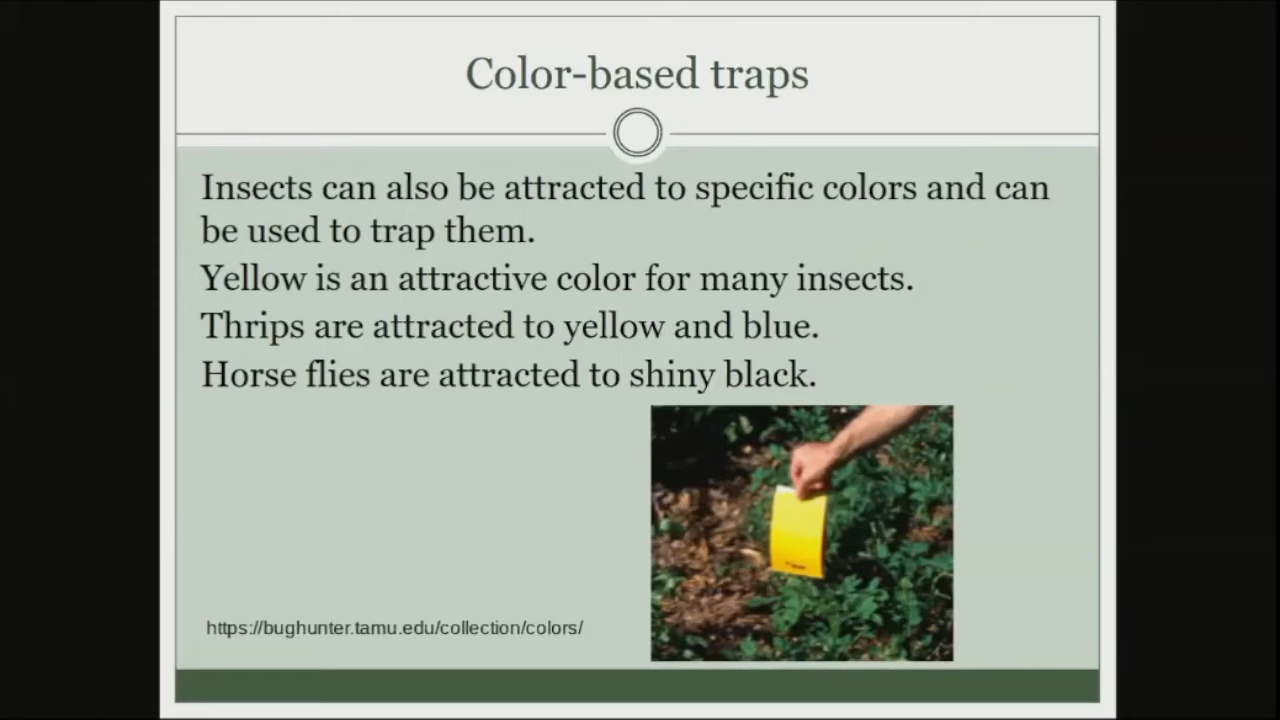 Color-based traps
Insects can also be attracted to specific colors and can
be used to trap them.
Yellow is an attractive color for many insects.
Thrips are attracted to yellow and blue.
Horse flies are attracted to shiny black.
https://bughunter.tamu.edu/collection/colors/